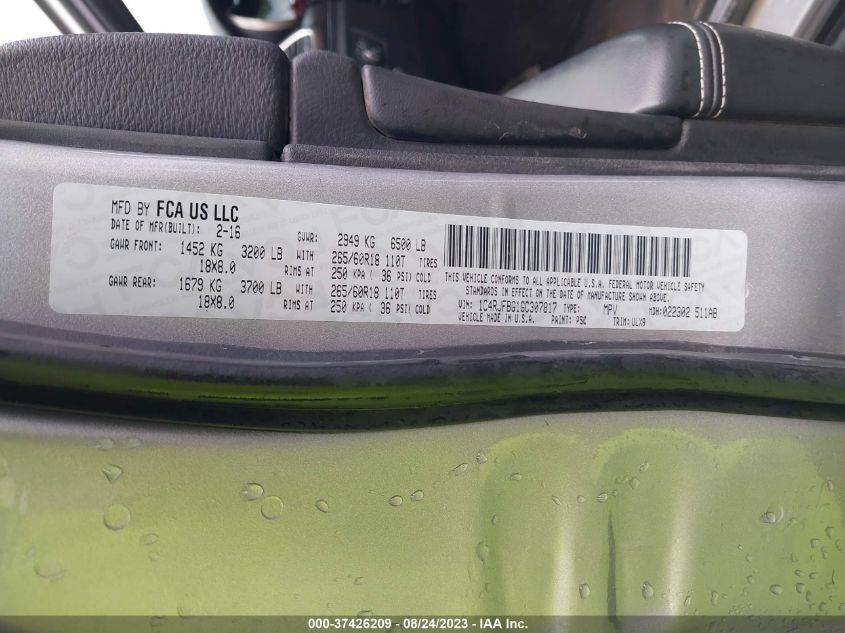 MFD BY FCA US LLC
DATE OF MFR(BUILT): 2-16 GVWR: 2949 KG 6500 LB
GAWR FRONT: 1452 KG 3200 LB WITH 265/60R18 110T TIRES
18X8.0 RIMS AT 250 KPA ( 36 PSI) COLD
GAWR REAR: 1679 KG 3700 LB WITH 265/60R18 110T TIRES
18X8.0 RIMS AT 250 KPA ( 36 PSI) COLD
THIS VEHICLE CONFORMS TO ALL APPLICABLE U.S.A. FEDERAL MOTOR VEHICLE SAFETY
STANDARDS IN EFFECT ON THE DATE OF MANUFACTURE SHOWN ABOVE.
VIN: 1C4RJFBG1GC307817 TYPE: MPV MDH: 022302 511AB
VEHICLE MADE IN U.S.A. PAINT: PSC TRIM: ULX9
000-37426209 - 08/24/2023 - IAA Inc.